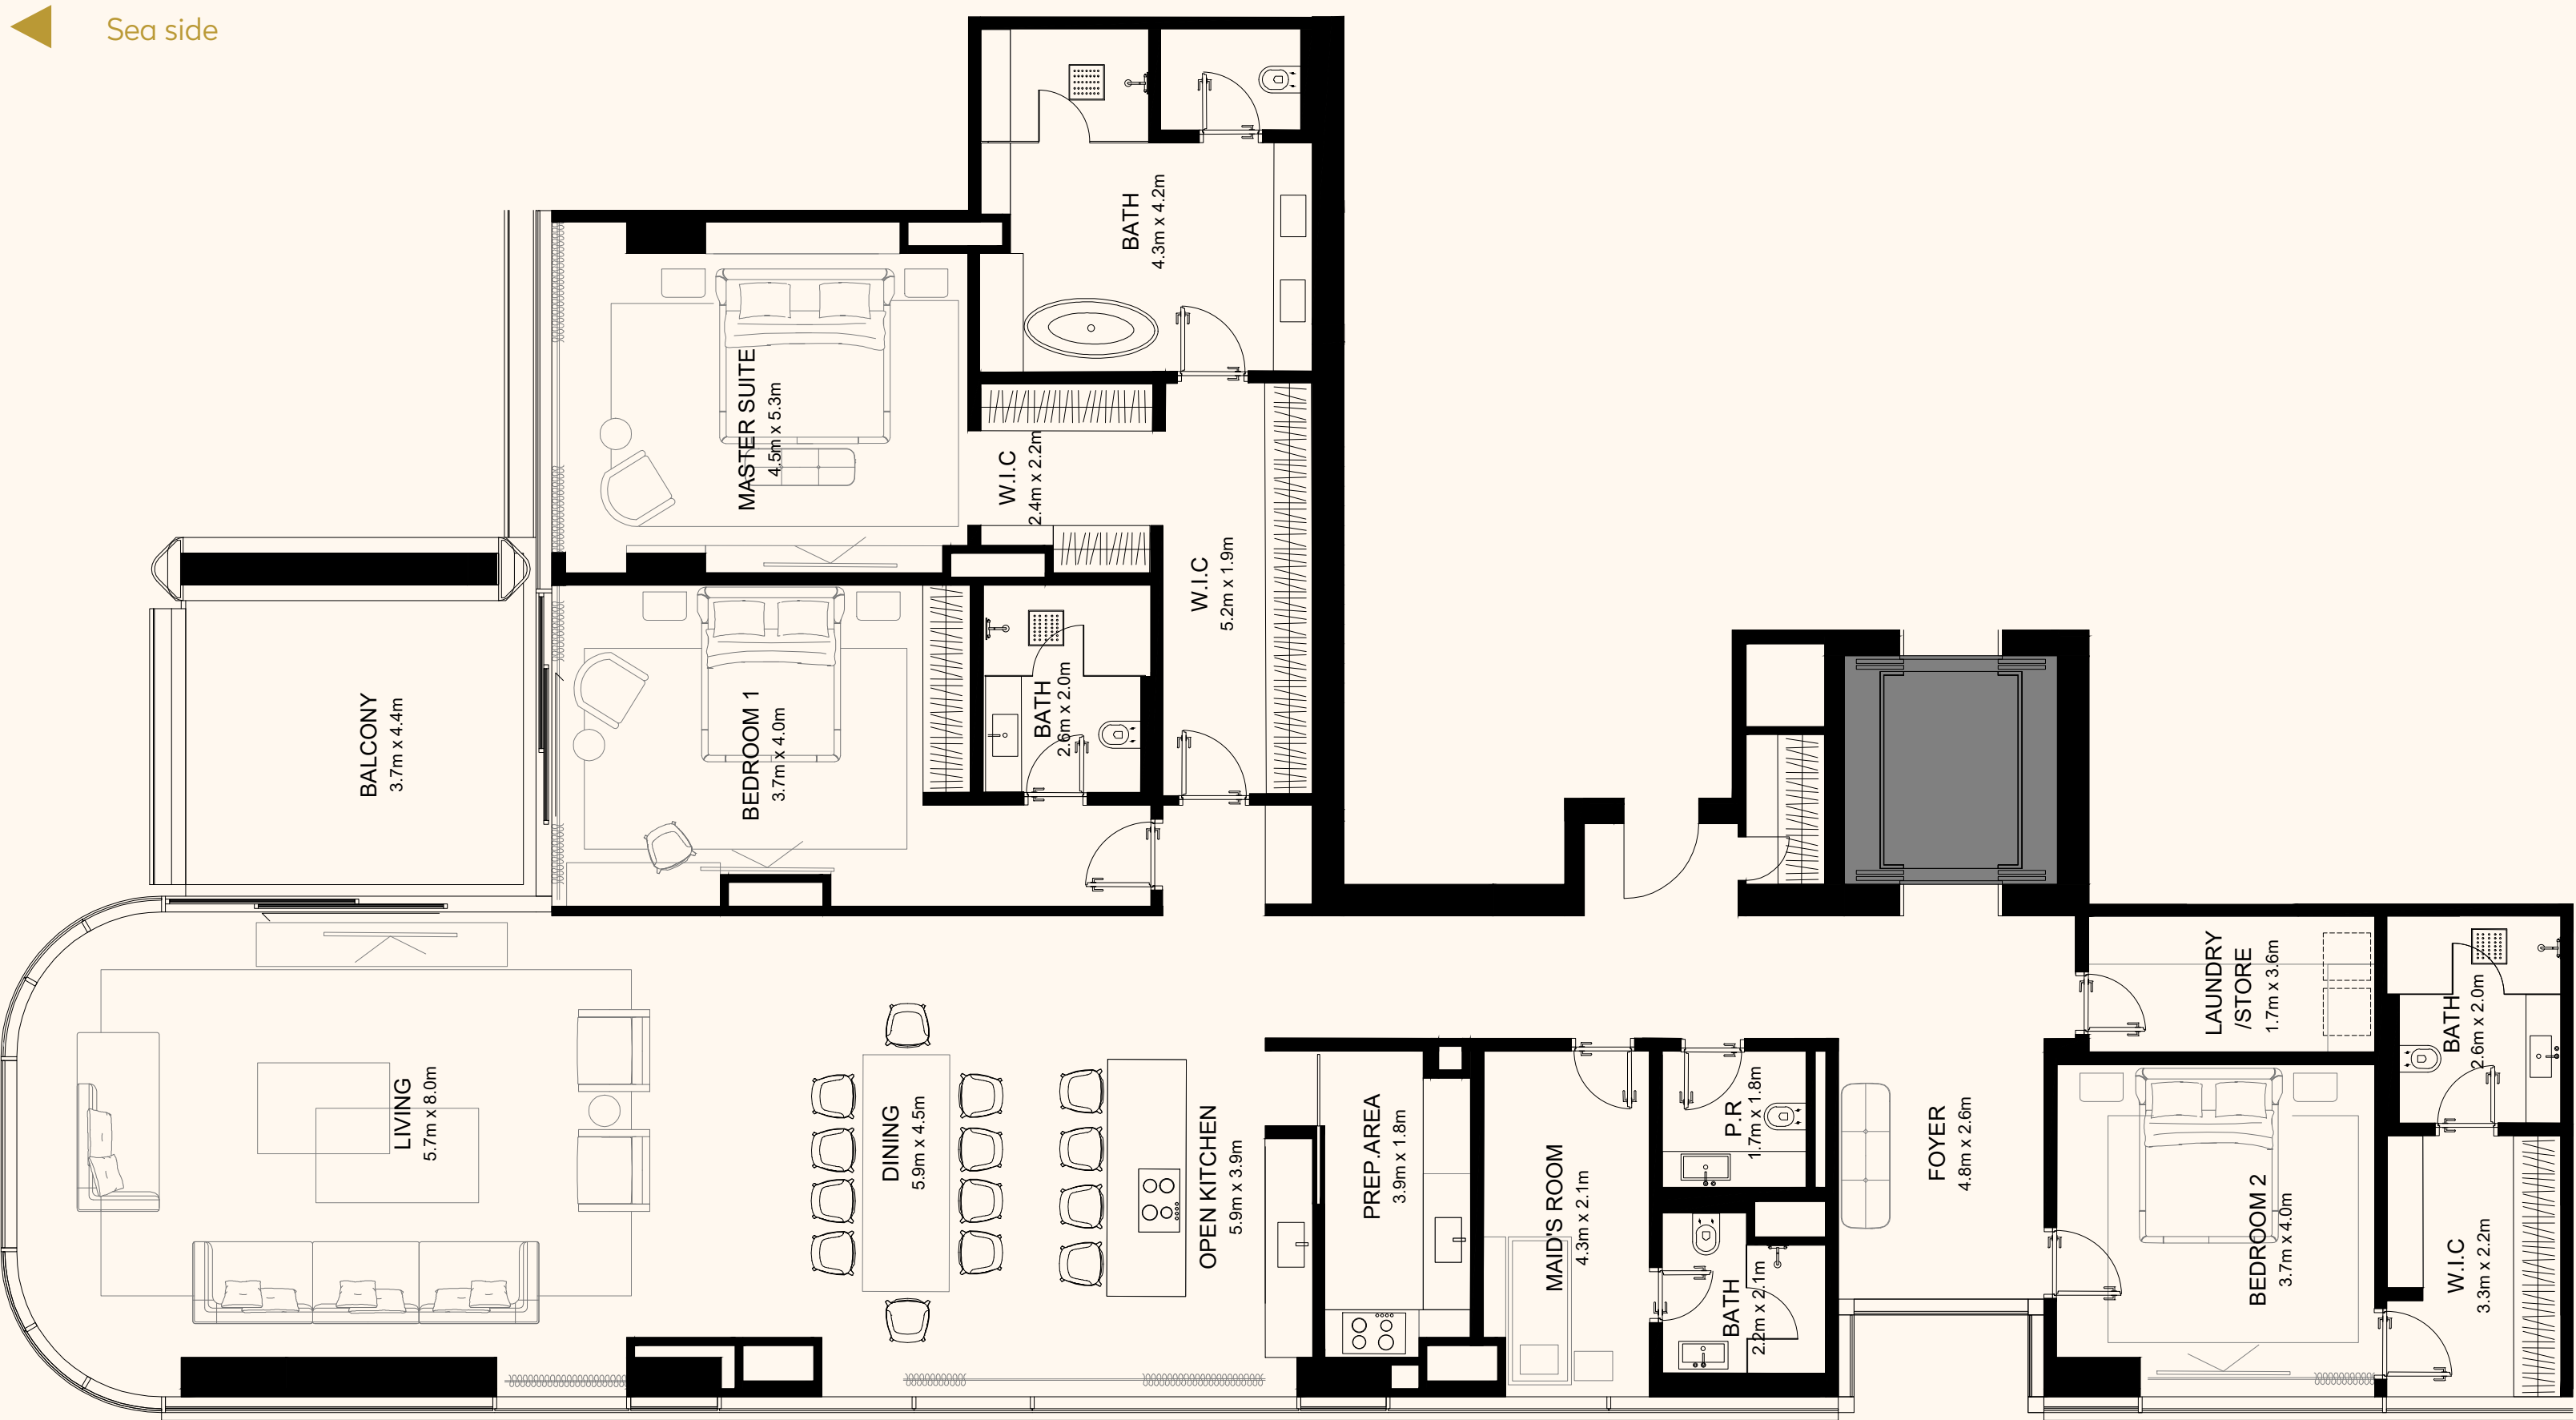 Sea side
BATH
4.3m x 4.2m
MASTER SUITE
4.5m x 5.3m
W.I.C
2.4m x 2.2m
W.I.C
5.2m x 1.9m
BALCONY
3.7m x 4.4m
BEDROOM 1
3.7m x 4.0m
BATH
2.6m x 2.0m
LIVING
5.7m x 8.0m
DINING
5.9m x 4.5m
OPEN KITCHEN
5.9m x 3.9m
PREP.AREA
3.9m x 1.8m
MAID'S ROOM
4.3m x 2.1m
P.R
1.7m x 1.8m
BATH
2.2m x 2.1m
FOYER
4.8m x 2.6m
LAUNDRY
/STORE
1.7m x 3.6m
BATH
2.6m x 2.0m
BEDROOM 2
3.7m x 4.0m
W.I.C
3.3m x 2.2m